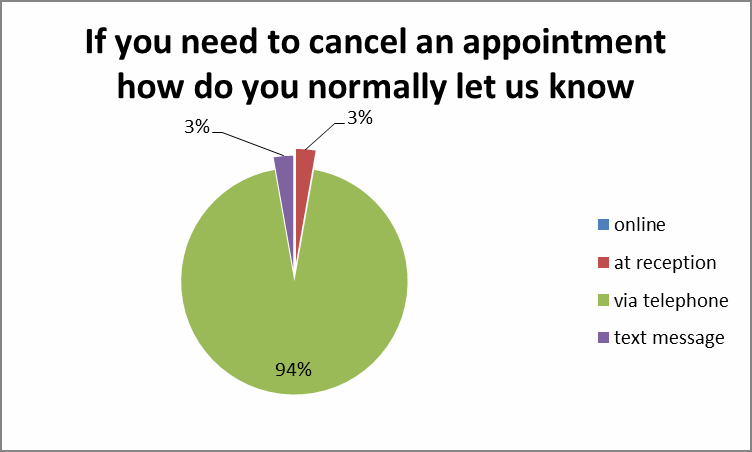 If you need to cancel an appointment
how do you normally let us know
3%
3%
online
at reception
via telephone
text message
94%